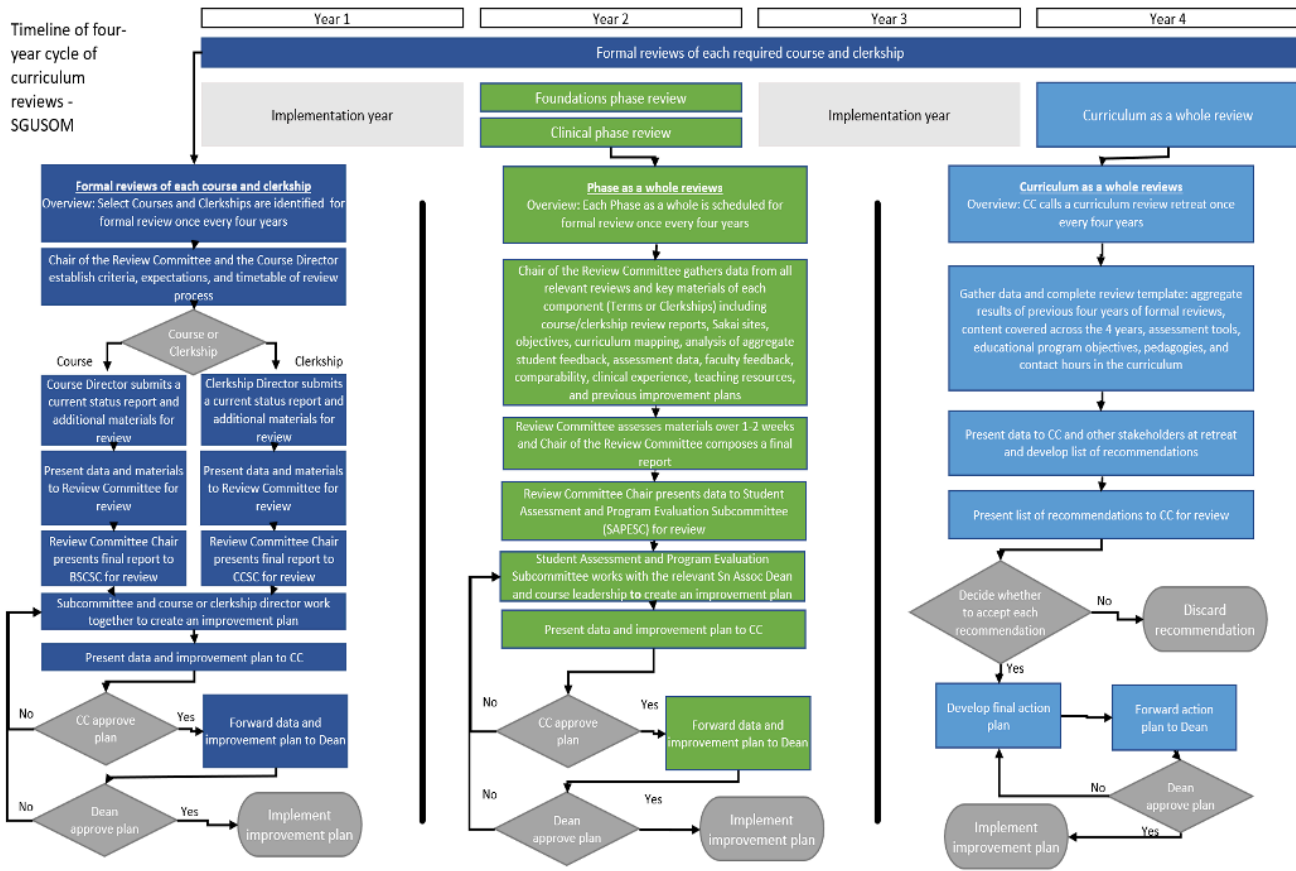 Timeline of four-
year cycle of
curriculum
reviews -
SGUSOM
Year 1
Year 2
Year 3
Year 4
Formal reviews of each required course and clerkship
Implementation year
Foundations phase review
Clinical phase review
Implementation year
Curriculum as a whole review
Formal reviews of each course and clerkship
Overview: Select Courses and Clerkships are identified for
formal review once every four years
Chair of the Review Committee and the Course Director
establish criteria, expectations, and timetable of review
process
Course or
Clerkship
Course
Clerkship
Course Director submits a
current status report and
additional materials for
review
Clerkship Director submits
a current status report and
additional materials for
review
Present data and materials
to Review Committee for
review
Present data and materials
to Review Committee for
review
Review Committee Chair
presents final report to
BSCSC for review
Review Committee Chair
presents final report to
CCSC for review
Subcommittee and course or clerkship director work
together to create an improvement plan
Present data and improvement plan to CC
No
CC approve
plan
Yes
Forward data and
improvement plan to Dean
No
Dean
approve plan
Yes
Implement
improvement plan
Phase as a whole reviews
Overview: Each Phase as a whole is scheduled for
formal review once every four years
Chair of the Review Committee gathers data from all
relevant reviews and key materials of each
component (Terms or Clerkships) including
course/clerkship review reports, Sakai sites,
objectives, curriculum mapping, analysis of aggregate
student feedback, assessment data, faculty feedback,
comparability, clinical experience, teaching resources,
and previous improvement plans
Review Committee assesses materials over 1-2 weeks
and Chair of the Review Committee composes a final
report
Review Committee Chair presents data to Student
Assessment and Program Evaluation Subcommittee
(SAPESC) for review
Student Assessment and Program Evaluation
Subcommittee works with the relevant Sn Assoc Dean
and course leadership to create an improvement plan
Present data and improvement plan to CC
No
CC approve
plan
Yes
Forward data and
improvement plan to Dean
No
Dean
approve plan
Yes
Implement
improvement plan
Curriculum as a whole reviews
Overview: CC calls a curriculum review retreat once
every four years
Gather data and complete review template: aggregate
results of previous four years of formal reviews,
content covered across the 4 years, assessment tools,
educational program objectives, pedagogies, and
contact hours in the curriculum
Present data to CC and other stakeholders at retreat
and develop list of recommendations
Present list of recommendations to CC for review
Decide whether
to accept each
recommendation
No
Discard
recommendation
Yes
Develop final action
plan
Forward action
plan to Dean
No
Dean
approve plan
Yes
Implement
improvement plan